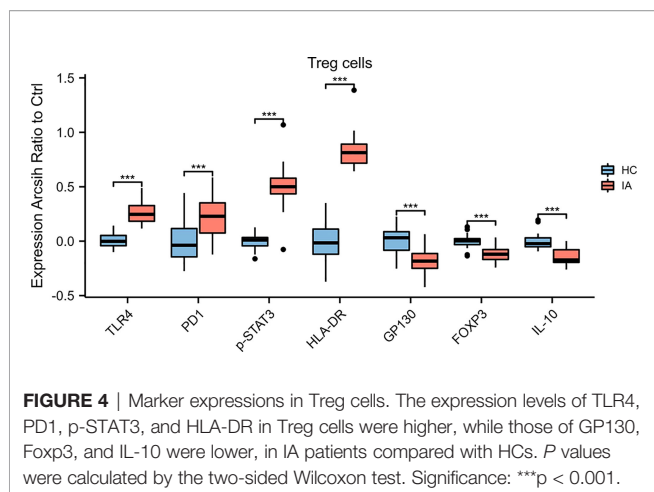 Treg cells
Expression Arcsih Ratio to Ctrl
1.5
1.0
0.5
0.0
-0.5
***
***
***
***
***
***
***
HC
IA
TLR4
PD1
p-STAT3
HLA-DR
GP130
FOXP3
IL-10
FIGURE 4 | Marker expressions in Treg cells. The expression levels of TLR4,
PD1, p-STAT3, and HLA-DR in Treg cells were higher, while those of GP130,
Foxp3, and IL-10 were lower, in IA patients compared with HCs. P values
were calculated by the two-sided Wilcoxon test. Significance: ***p < 0.001.